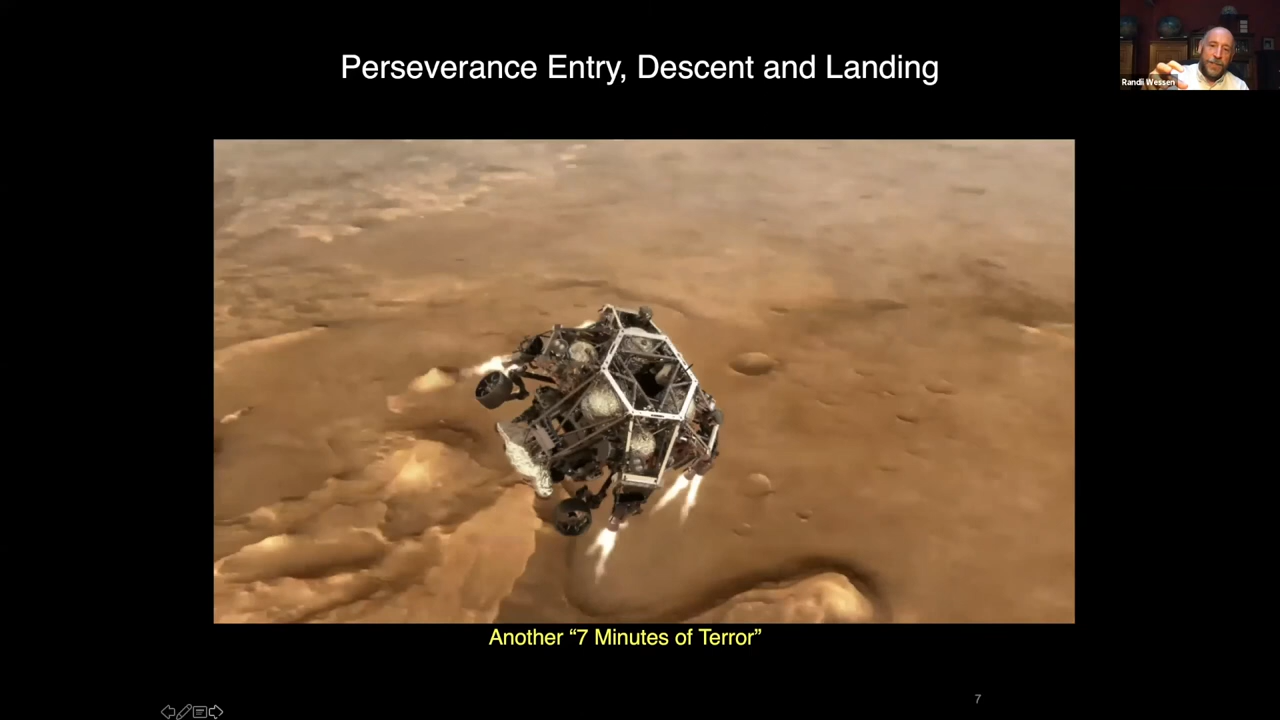 Perseverance Entry, Descent and Landing
Randii Wessen
Another “7 Minutes of Terror”
7